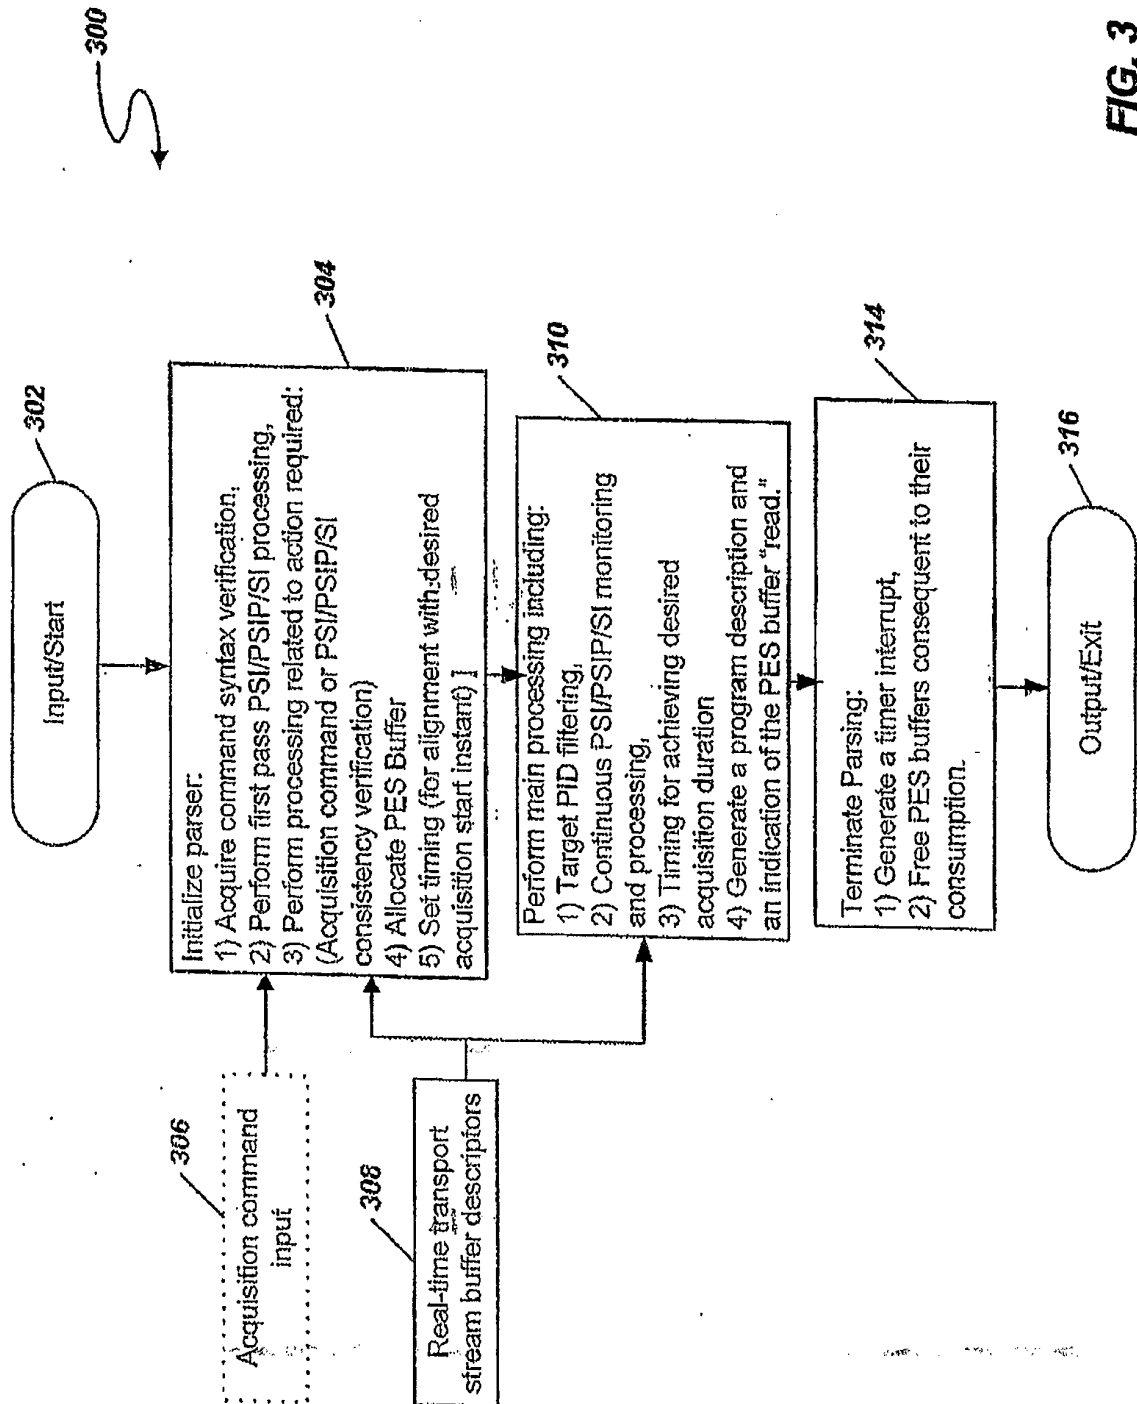 300
Input/Start
302
Initialize parser:
1) Acquire command syntax verification,
2) Perform first pass PSI/PSIP/SI processing,
3) Perform processing related to action required:
(Acquisition command or PSI/PSIP/SI
consistency verification)
4) Allocate PES Buffer
5) Set timing (for alignment with desired
acquisition start instant) ]
304
Acquisition command
input
306
Real-time transport
stream buffer descriptors
308
Perform main processing including:
1) Target PID filtering,
2) Continuous PSI/PSIP/SI monitoring
and processing,
3) Timing for achieving desired
acquisition duration
4) Generate a program description and
an indication of the PES buffer "read."
310
Terminate Parsing:
1) Generate a timer interrupt,
2) Free PES buffers consequent to their
consumption.
314
Output/Exit
316
FIG. 3